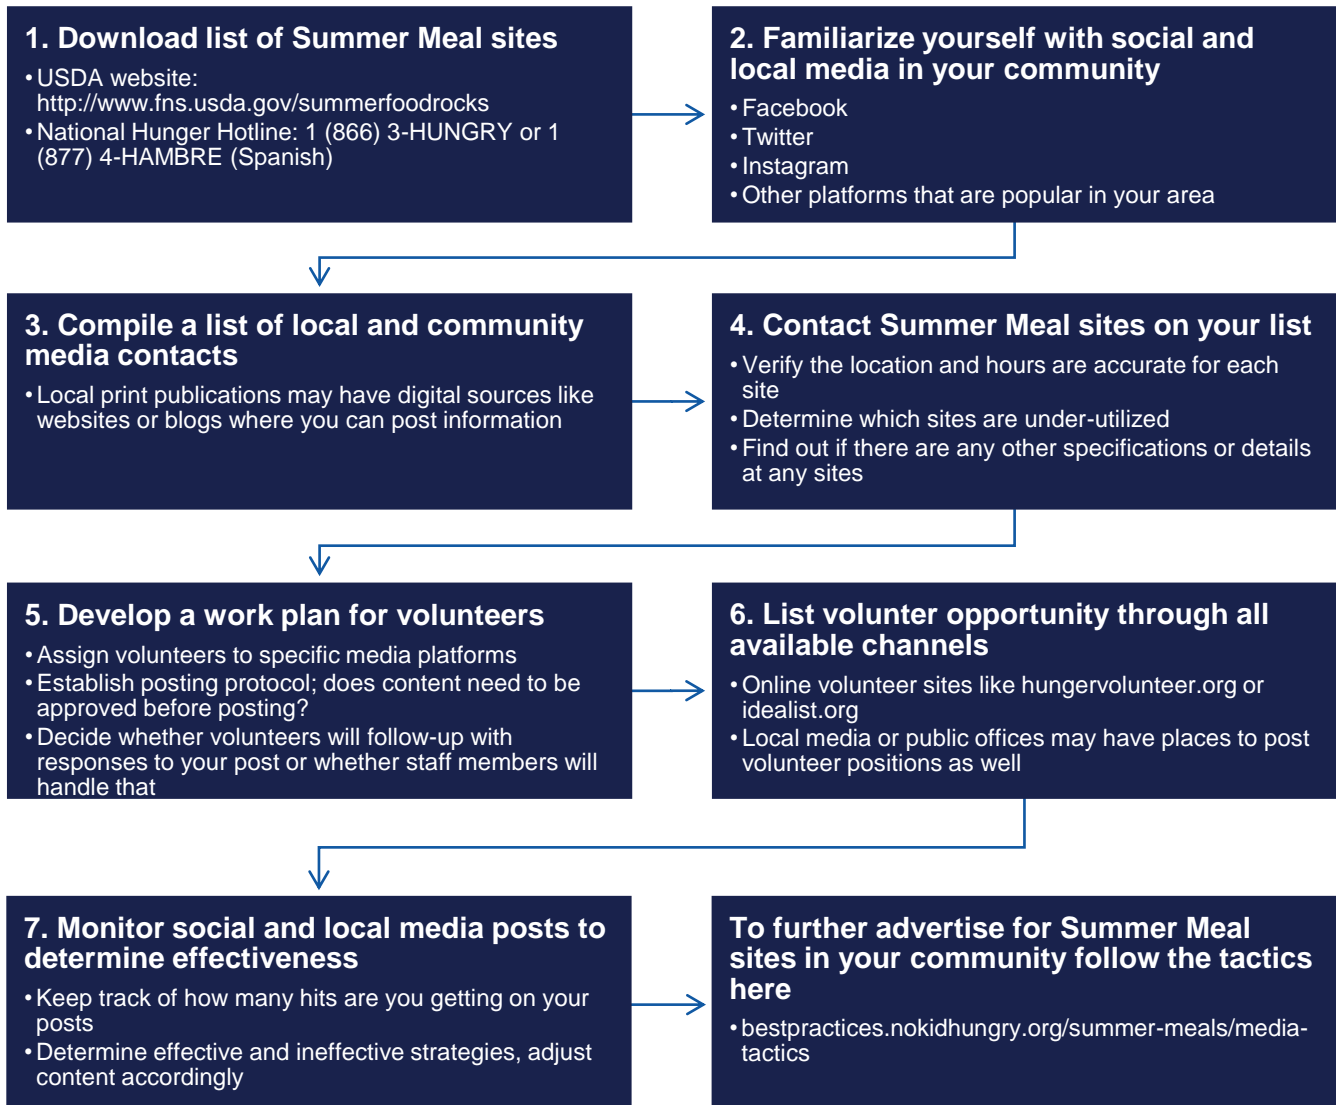 1. Download list of Summer Meal sites
• USDA website:
http://www.fns.usda.gov/summerfoodrocks
• National Hunger Hotline: 1 (866) 3-HUNGRY or 1
(877) 4-HAMBRE (Spanish)
2. Familiarize yourself with social and
local media in your community
• Facebook
• Twitter
• Instagram
• Other platforms that are popular in your area
3. Compile a list of local and community
media contacts
• Local print publications may have digital sources like
websites or blogs where you can post information
4. Contact Summer Meal sites on your list
• Verify the location and hours are accurate for each
site
• Determine which sites are under-utilized
• Find out if there are any other specifications or details
at any sites
5. Develop a work plan for volunteers
• Assign volunteers to specific media platforms
• Establish posting protocol; does content need to be
approved before posting?
• Decide whether volunteers will follow-up with
responses to your post or whether staff members will
handle that
6. List volunter opportunity through all
available channels
• Online volunteer sites like hungervolunteer.org or
idealist.org
• Local media or public offices may have places to post
volunteer positions as well
7. Monitor social and local media posts to
determine effectiveness
• Keep track of how many hits are you getting on your
posts
• Determine effective and ineffective strategies, adjust
content accordingly
To further advertise for Summer Meal
sites in your community follow the tactics
here
• bestpractices.nokidhungry.org/summer-meals/media-
tactics